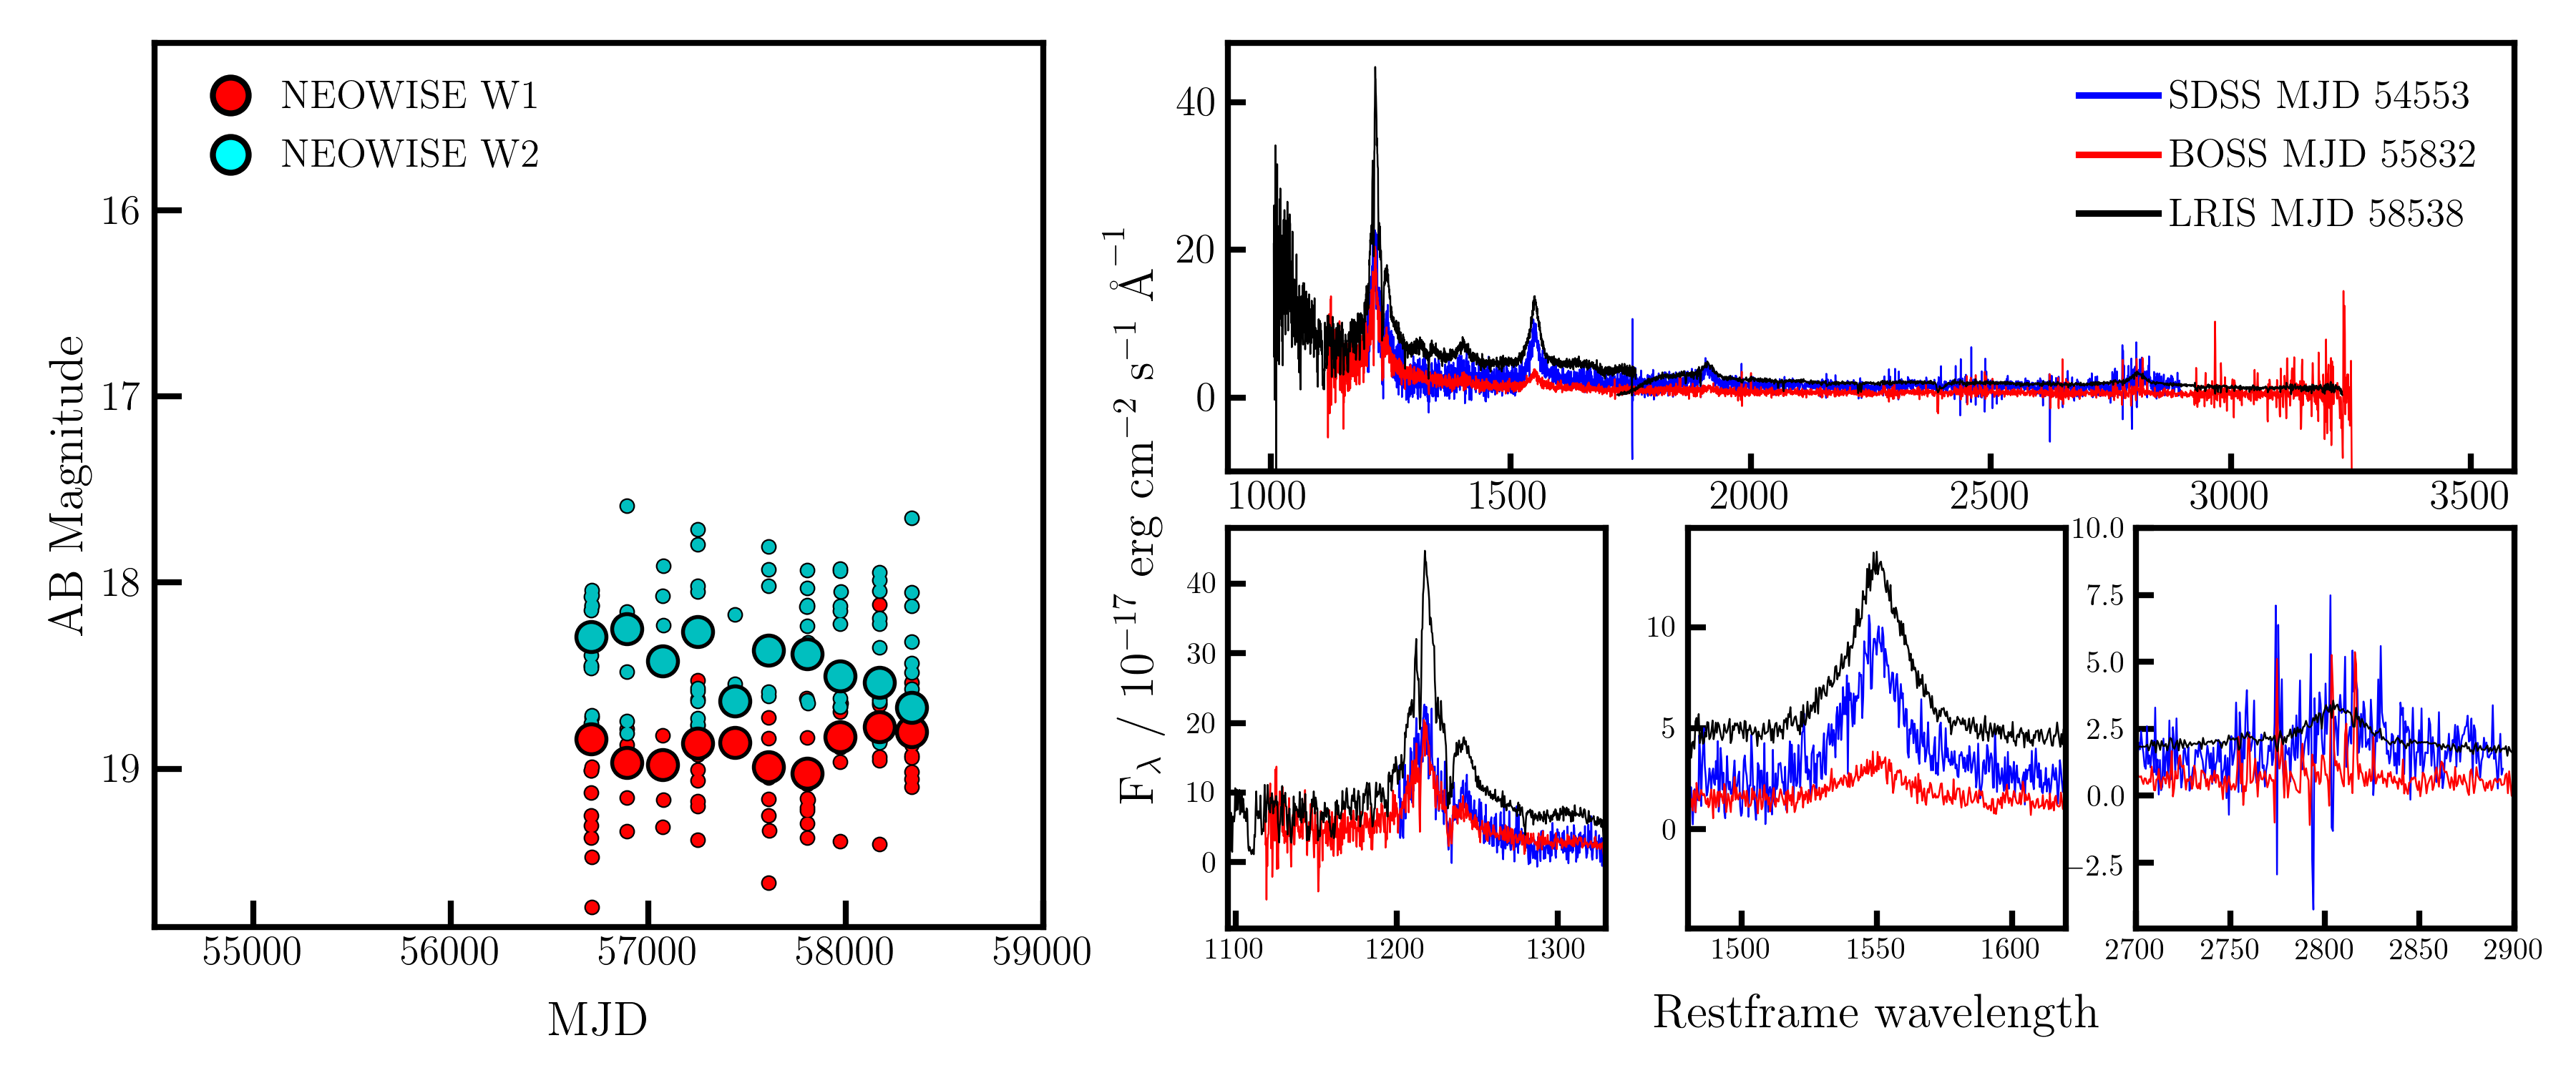 NEOWISE W1
NEOWISE W2
16
17
18
19
AB Magnitude
55000 56000 57000 58000 59000
MJD
SDSS MJD 54553
BOSS MJD 55832
LRIS MJD 58538
40
20
0
1000 1500 2000 2500 3000 3500
F_λ / 10⁻¹⁷ erg cm⁻² s⁻¹ Å⁻¹
40
30
20
10
0
1100 1200 1300
10
5
0
1500 1550 1600
10.0
7.5
5.0
2.5
0.0
−2.5
2700 2750 2800 2850 2900
Restframe wavelength